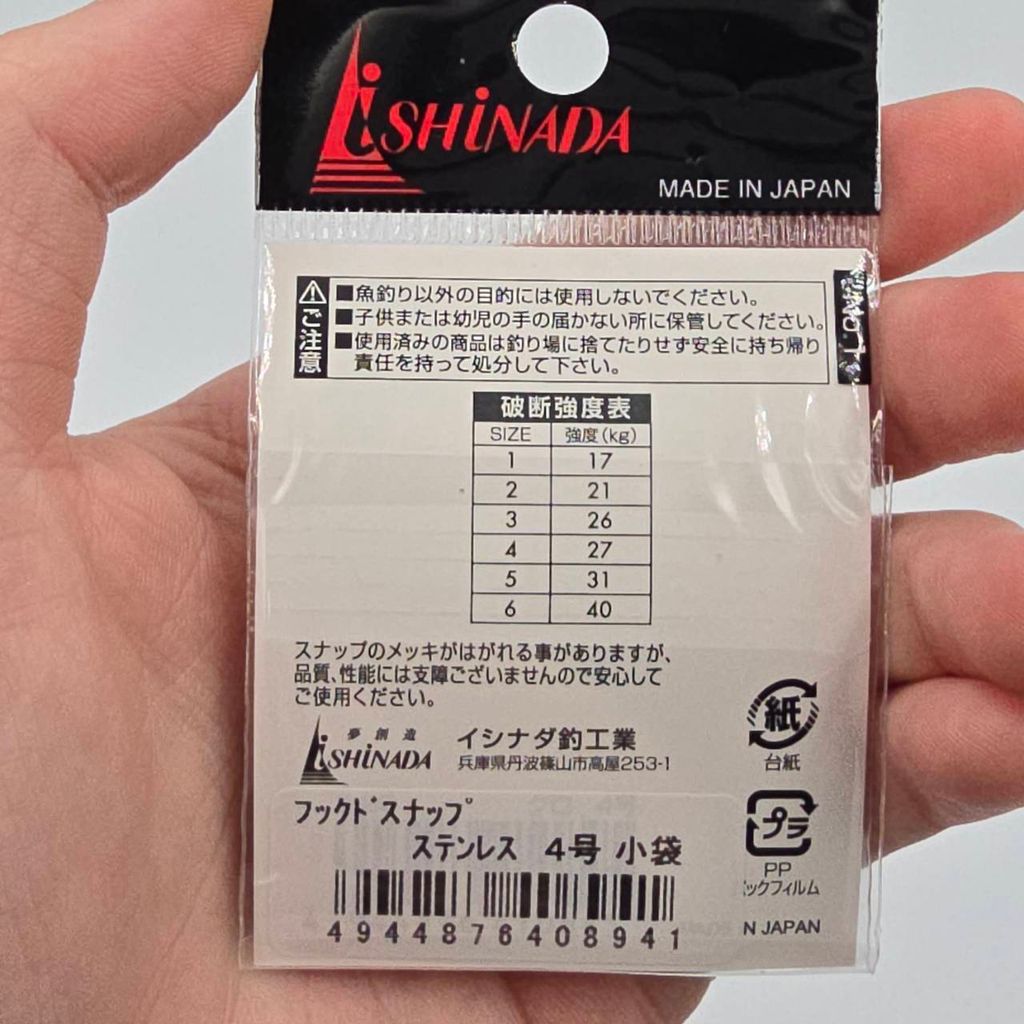 iSHiNADA
MADE IN JAPAN
ご注意
■魚釣り以外の目的には使用しないでください。
■子供または幼児の手の届かない所に保管してください。
■使用済みの商品は釣り場に捨てたりせず安全に持ち帰り
責任を持って処分して下さい。
破断強度表
SIZE 強度(kg)
1 17
2 21
3 26
4 27
5 31
6 40
スナップのメッキがはがれる事がありますが、
品質、性能には支障ございませんので安心して
ご使用ください。
夢創造
iSHiNADA
イシナダ釣工業
兵庫県丹波篠山市高屋253-1
紙
台紙
フックドスナップ
ステンレス 4号 小袋
4944876408941
プラ
PP
ックフィルム
N JAPAN